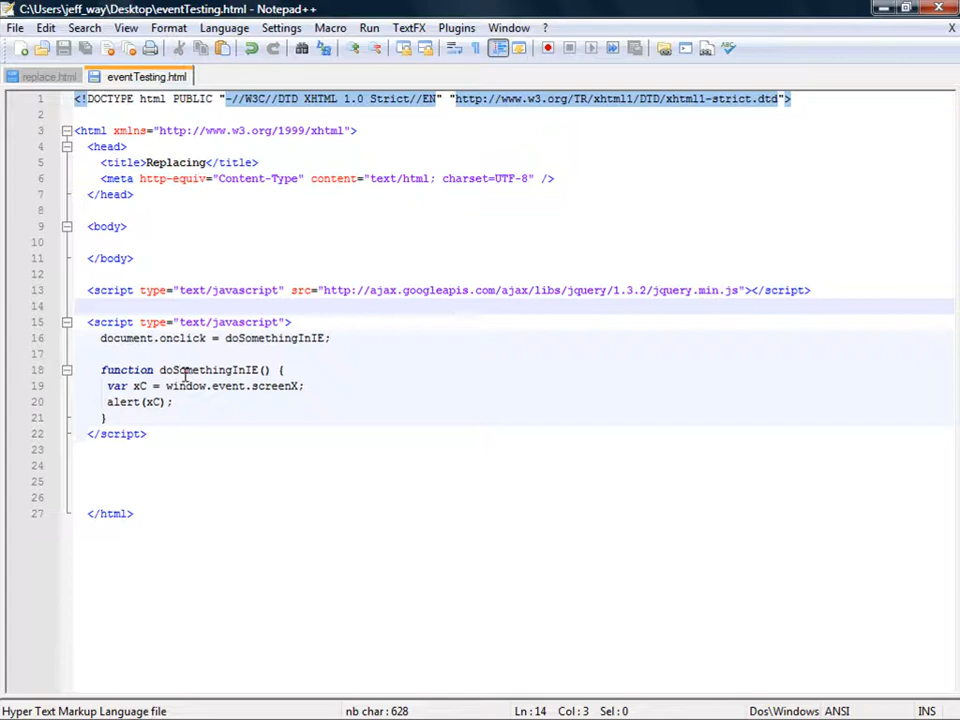 C:\Users\jeff_way\Desktop\eventTesting.html - Notepad++
File Edit Search View Format Language Settings Macro Run TextFX Plugins Window ? X
replace.html eventTesting.html
1 <!DOCTYPE html PUBLIC "-//W3C//DTD XHTML 1.0 Strict//EN" "http://www.w3.org/TR/xhtml1/DTD/xhtml1-strict.dtd">
2
3 <html xmlns="http://www.w3.org/1999/xhtml">
4 <head>
5 <title>Replacing</title>
6 <meta http-equiv="Content-Type" content="text/html; charset=UTF-8" />
7 </head>
8
9 <body>
10
11 </body>
12
13 <script type="text/javascript" src="http://ajax.googleapis.com/ajax/libs/jquery/1.3.2/jquery.min.js"></script>
14
15 <script type="text/javascript">
16 document.onclick = doSomethingInIE;
17
18 function doSomethingInIE() {
19 var xC = window.event.screenX;
20 alert(xC);
21 }
22 </script>
23
24
25
26
27 </html>
Hyper Text Markup Language file nb char : 628 Ln : 14 Col : 3 Sel : 0 Dos\Windows ANSI INS